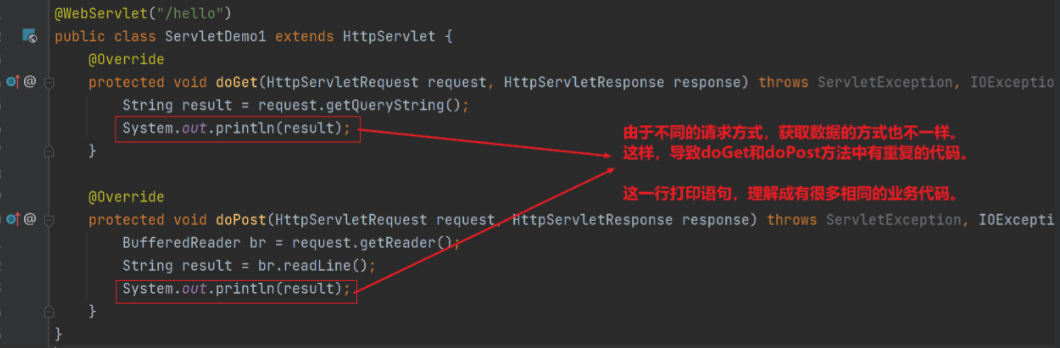 @WebServlet("/hello")
public class ServletDemo1 extends HttpServlet {
@Override
protected void doGet(HttpServletRequest request, HttpServletResponse response) throws ServletException, IOExceptio
String result = request.getQueryString();
System.out.println(result);
}
由于不同的请求方式，获取数据的方式也不一样。
这样，导致doGet和doPost方法中有重复的代码。
这一行打印语句，理解成有很多相同的业务代码。
@Override
protected void doPost(HttpServletRequest request, HttpServletResponse response) throws ServletException, IOExcepti
BufferedReader br = request.getReader();
String result = br.readLine();
System.out.println(result);
}
}